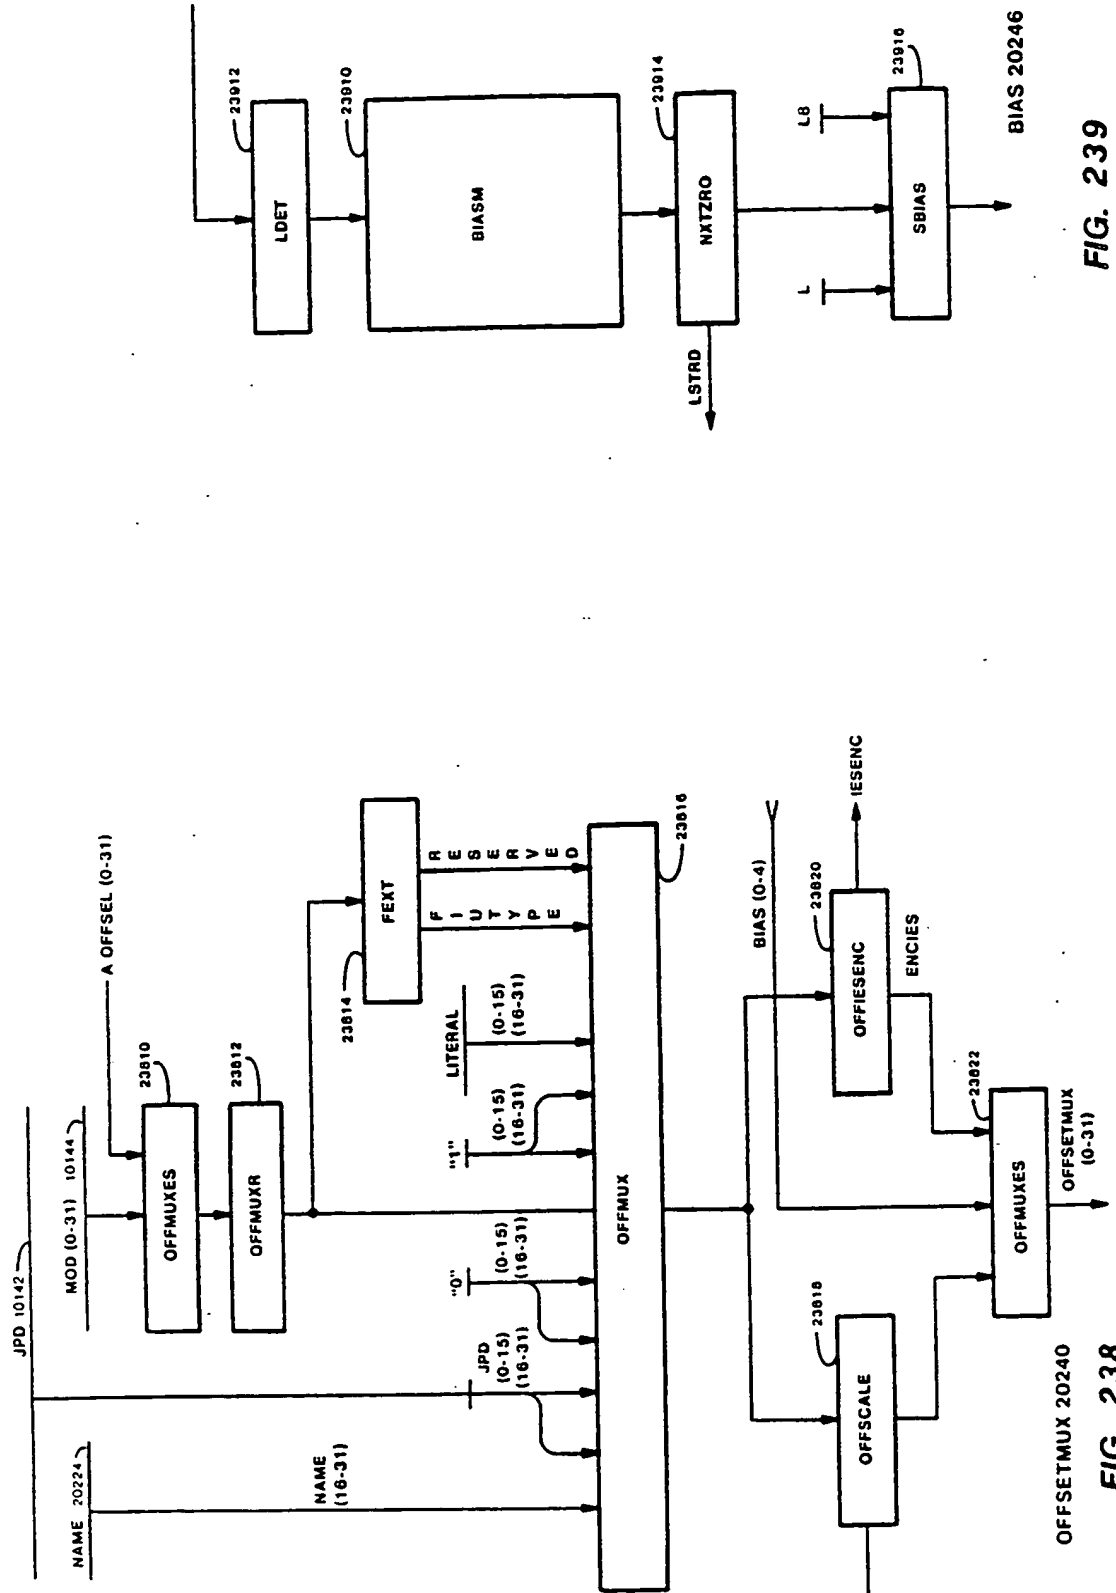 JPD 10142
NAME 20224
MOD (0-31) 10144
A OFFSEL (0-31)
23810
OFFMUXES
23812
OFFMUXR
23814
FEXT
NAME
(16-31)
JPD
(0-15)
(16-31)
"0"
(0-15)
(16-31)
"1"
(0-15)
(16-31)
LITERAL
(0-15)
(16-31)
FIUTYPE
RESERVED
OFFMUX
23816
BIAS (0-4)
23818
OFFSCALE
23820
OFFIESENC
IESENC
ENCIES
23822
OFFMUXES
OFFSETMUX
(0-31)
OFFSETMUX 20240
FIG. 238
23912
LDET
23910
BIASM
23914
NXTZRO
LSTRD
L
L8
23916
SBIAS
BIAS 20246
FIG. 239